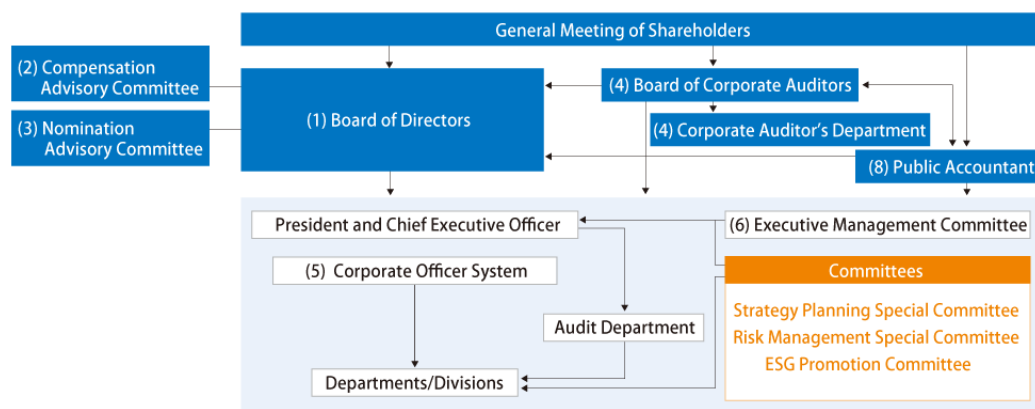 General Meeting of Shareholders
(2) Compensation
Advisory Committee
(3) Nomination
Advisory Committee
(1) Board of Directors
(4) Board of Corporate Auditors
(4) Corporate Auditor's Department
(8) Public Accountant
President and Chief Executive Officer
(6) Executive Management Committee
(5) Corporate Officer System
Committees
Strategy Planning Special Committee
Risk Management Special Committee
ESG Promotion Committee
Audit Department
Departments/Divisions